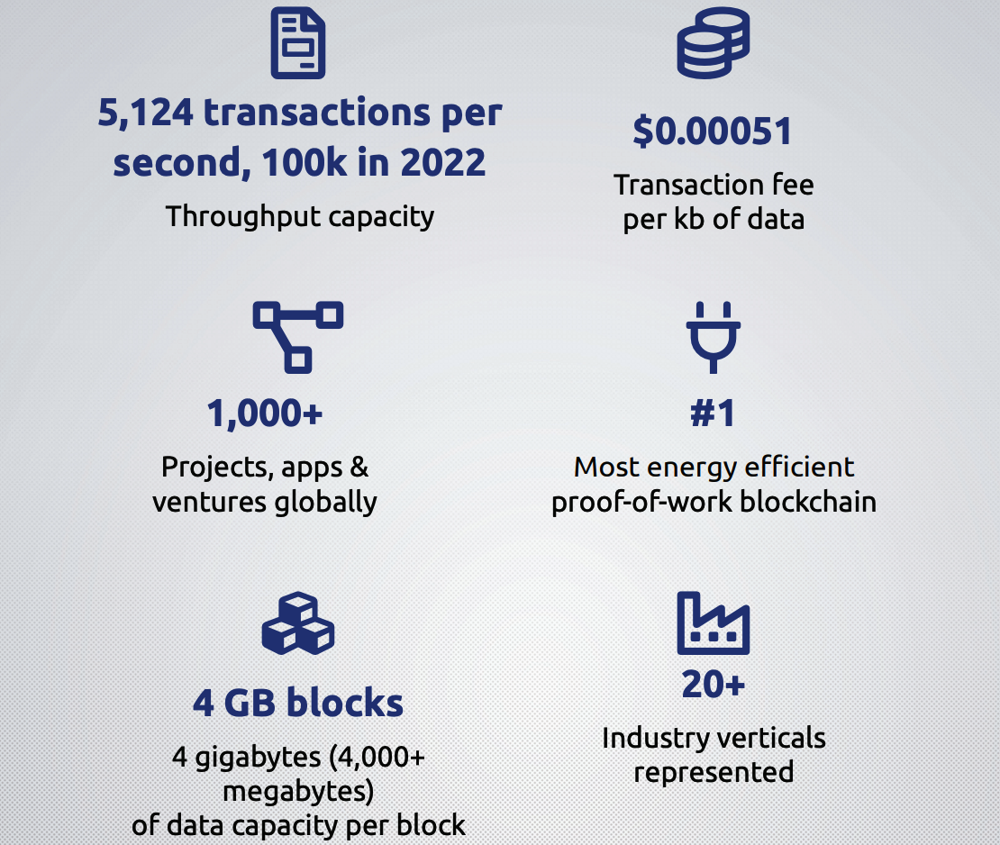 5,124 transactions per
second, 100k in 2022
Throughput capacity
$0.00051
Transaction fee
per kb of data
1,000+
Projects, apps &
ventures globally
#1
Most energy efficient
proof-of-work blockchain
4 GB blocks
4 gigabytes (4,000+
megabytes)
of data capacity per block
20+
Industry verticals
represented